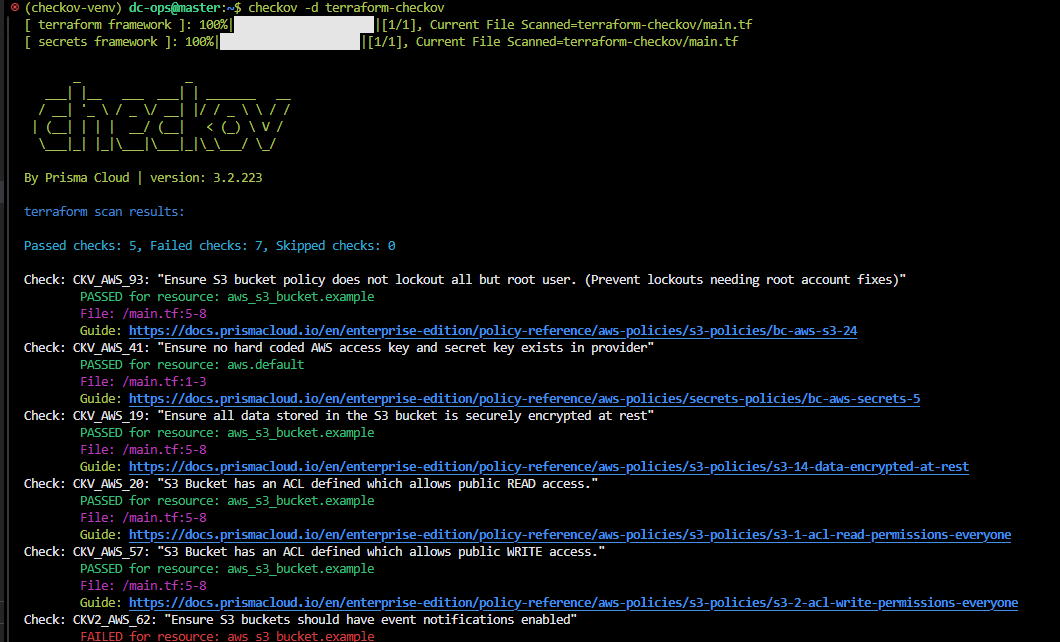 (checkov-venv) dc-ops@master:~$ checkov -d terraform-checkov
[ terraform framework ]: 100%||[1/1], Current File Scanned=terraform-checkov/main.tf
[ secrets framework ]: 100%||[1/1], Current File Scanned=terraform-checkov/main.tf
checkov
By Prisma Cloud | version: 3.2.223
terraform scan results:
Passed checks: 5, Failed checks: 7, Skipped checks: 0
Check: CKV_AWS_93: "Ensure S3 bucket policy does not lockout all but root user. (Prevent lockouts needing root account fixes)"
PASSED for resource: aws_s3_bucket.example
File: /main.tf:5-8
Guide: https://docs.prismacloud.io/en/enterprise-edition/policy-reference/aws-policies/s3-policies/bc-aws-s3-24
Check: CKV_AWS_41: "Ensure no hard coded AWS access key and secret key exists in provider"
PASSED for resource: aws.default
File: /main.tf:1-3
Guide: https://docs.prismacloud.io/en/enterprise-edition/policy-reference/aws-policies/secrets-policies/bc-aws-secrets-5
Check: CKV_AWS_19: "Ensure all data stored in the S3 bucket is securely encrypted at rest"
PASSED for resource: aws_s3_bucket.example
File: /main.tf:5-8
Guide: https://docs.prismacloud.io/en/enterprise-edition/policy-reference/aws-policies/s3-policies/s3-14-data-encrypted-at-rest
Check: CKV_AWS_20: "S3 Bucket has an ACL defined which allows public READ access."
PASSED for resource: aws_s3_bucket.example
File: /main.tf:5-8
Guide: https://docs.prismacloud.io/en/enterprise-edition/policy-reference/aws-policies/s3-policies/s3-1-acl-read-permissions-everyone
Check: CKV_AWS_57: "S3 Bucket has an ACL defined which allows public WRITE access."
PASSED for resource: aws_s3_bucket.example
File: /main.tf:5-8
Guide: https://docs.prismacloud.io/en/enterprise-edition/policy-reference/aws-policies/s3-policies/s3-2-acl-write-permissions-everyone
Check: CKV2_AWS_62: "Ensure S3 buckets should have event notifications enabled"
FAILED for resource: aws_s3_bucket.example